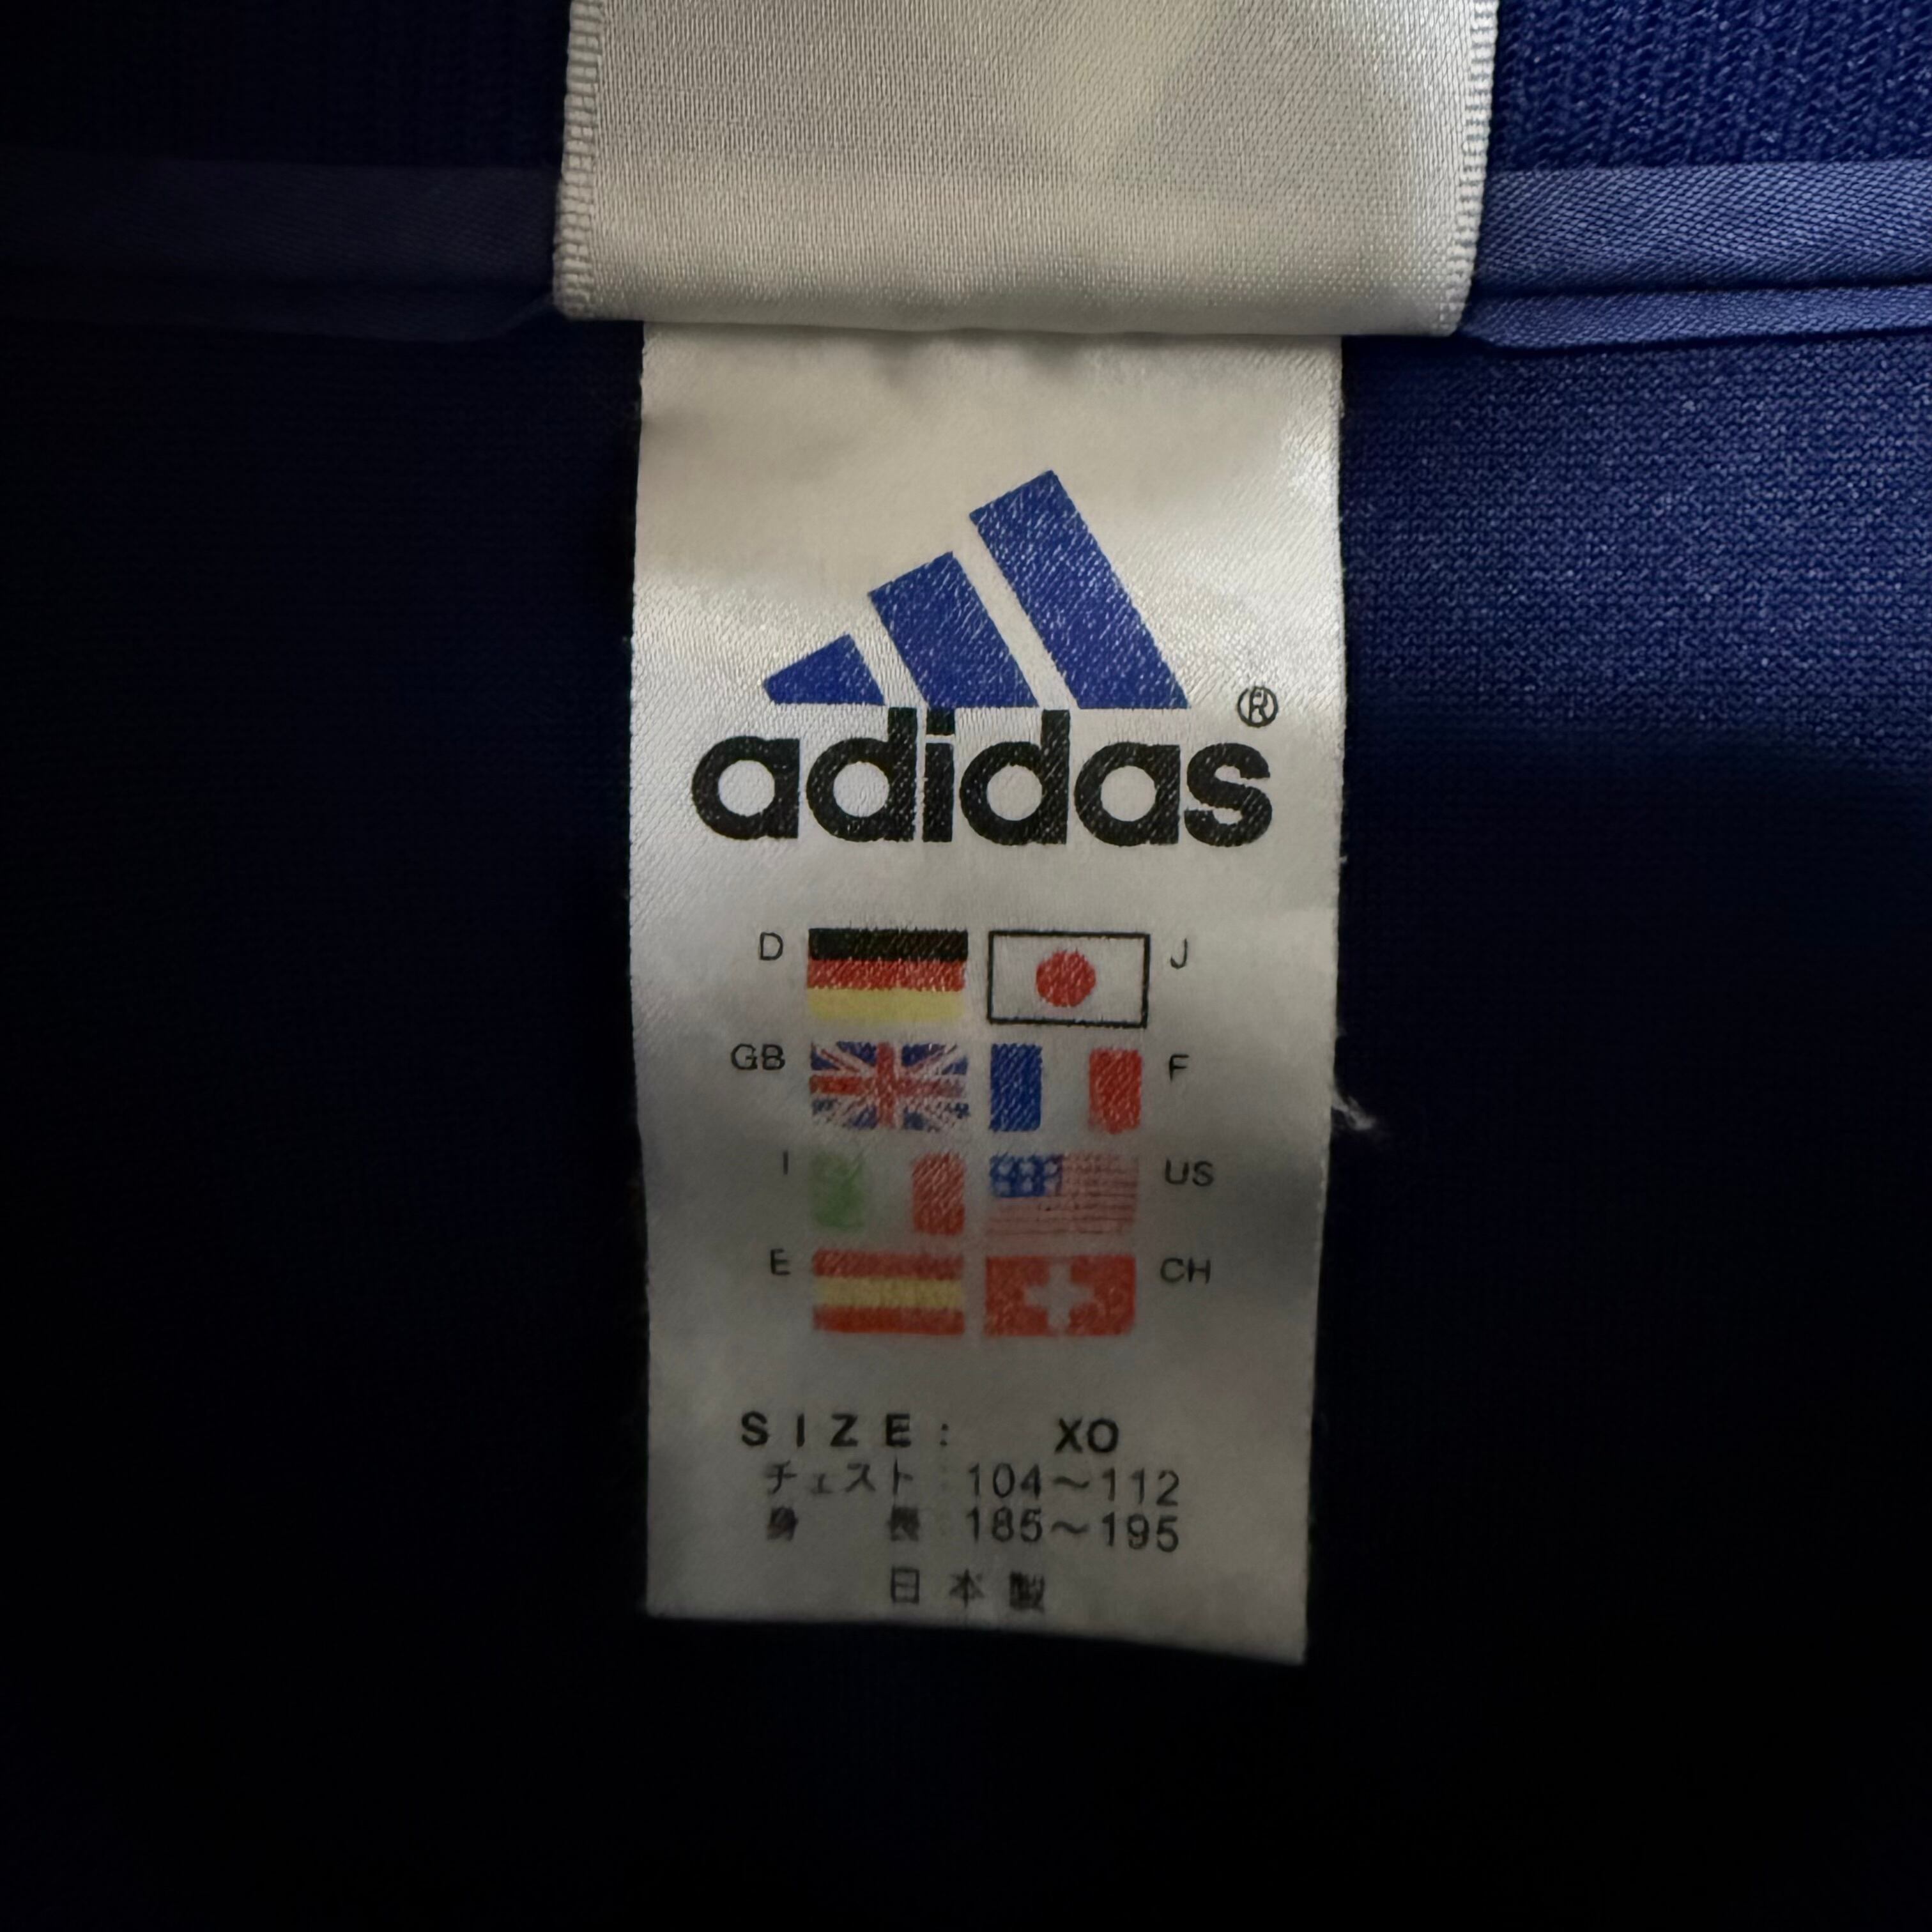 adidas®
D J
GB F
I US
E CH
SIZE: XO
チェスト 104～112
身 長 185～195
日本製